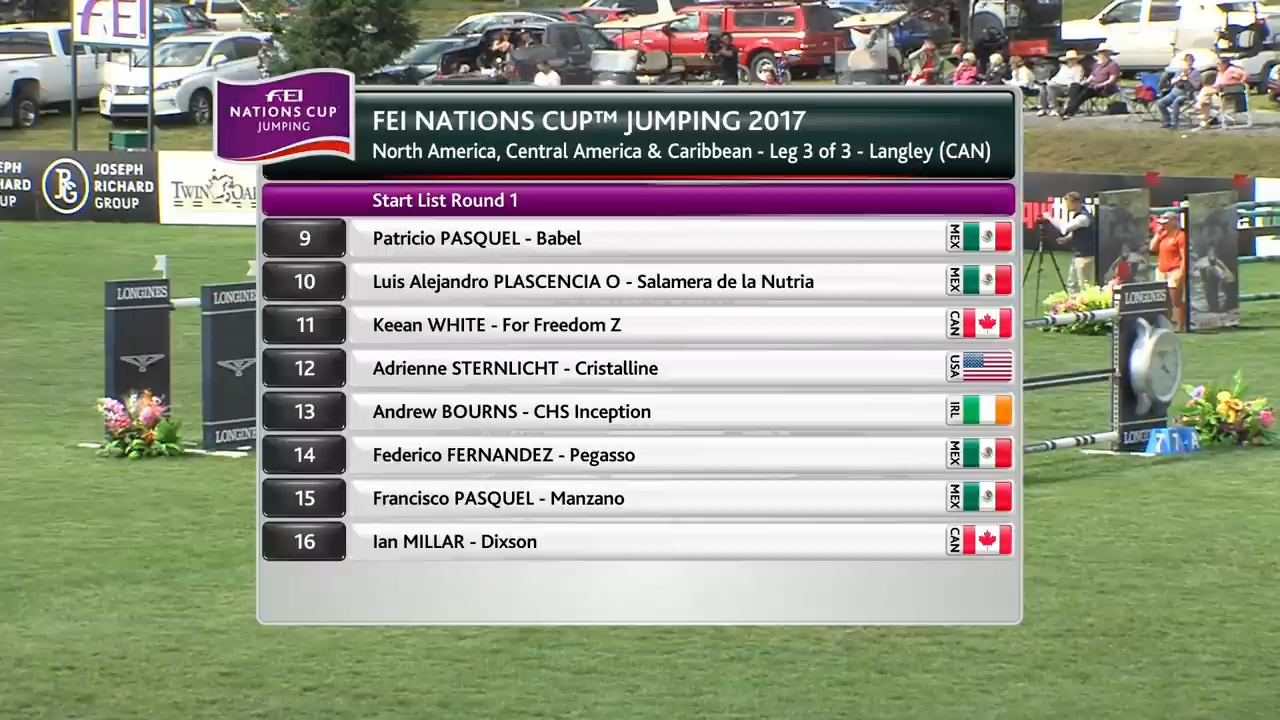 FEI
FEI
NATIONS CUP
JUMPING
FEI NATIONS CUP™ JUMPING 2017
North America, Central America & Caribbean - Leg 3 of 3 - Langley (CAN)
Start List Round 1
9 Patricio PASQUEL - Babel MEX
10 Luis Alejandro PLASCENCIA O - Salamera de la Nutria MEX
11 Keean WHITE - For Freedom Z CAN
12 Adrienne STERNLICHT - Cristalline USA
13 Andrew BOURNS - CHS Inception IRL
14 Federico FERNANDEZ - Pegasso MEX
15 Francisco PASQUEL - Manzano MEX
16 Ian MILLAR - Dixson CAN
JOSEPH
RICHARD
GROUP
LONGINES
LONGINES
LONGINES
LONGINES
7 1 A